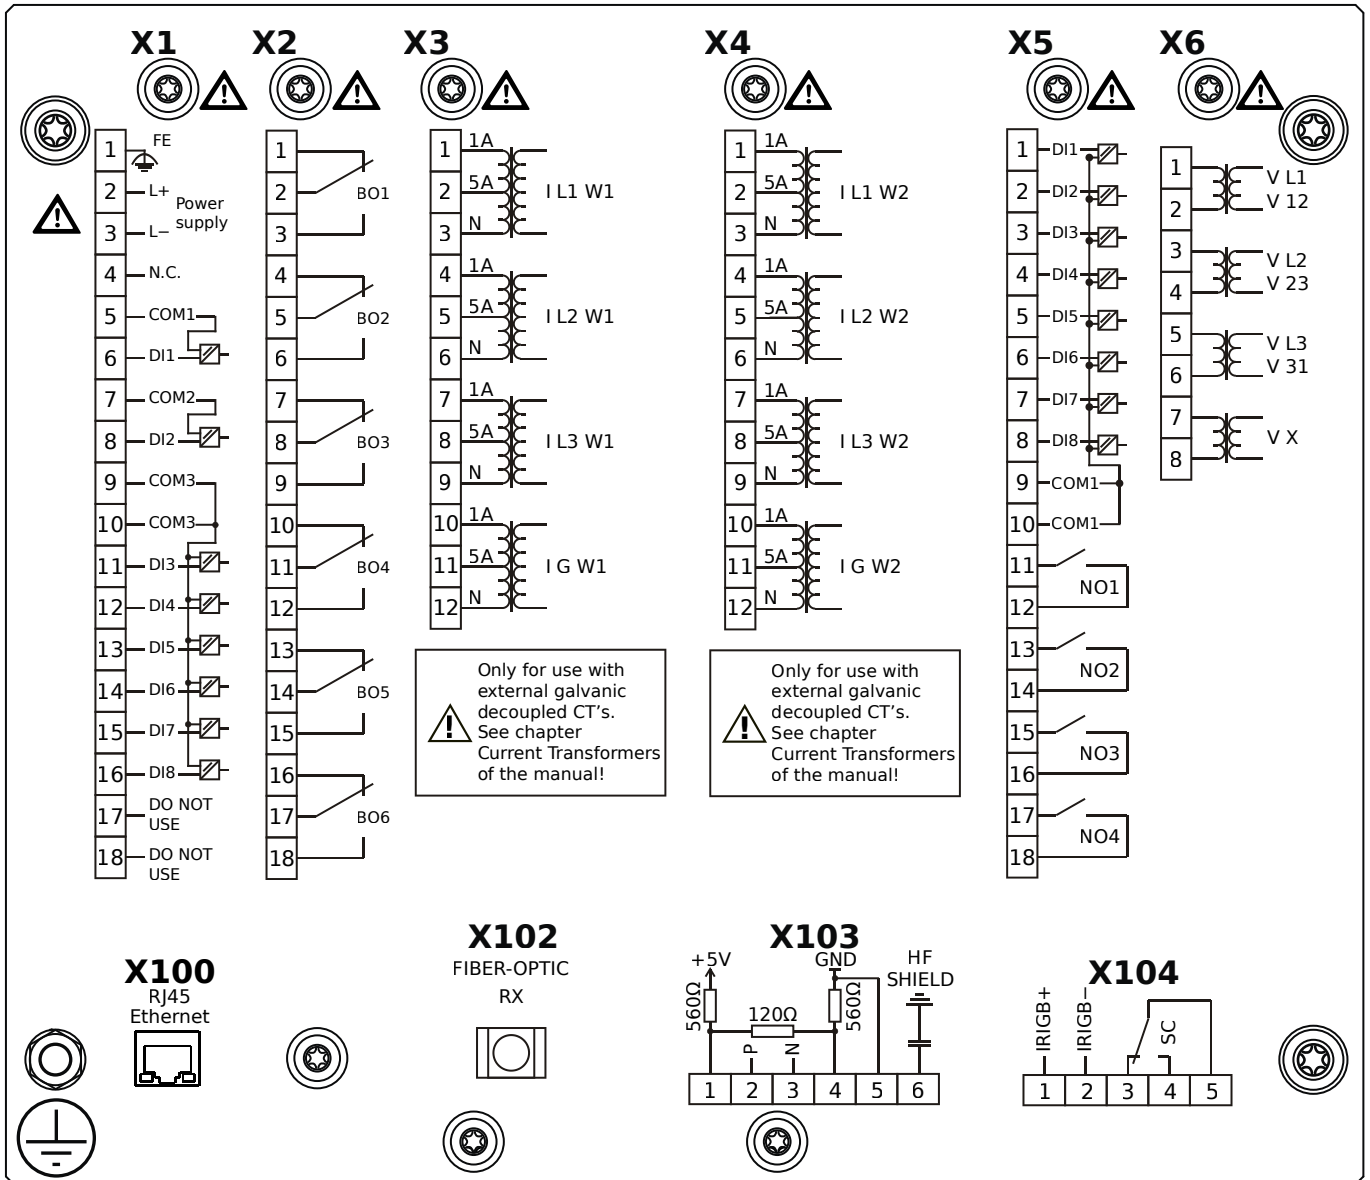 X1
X2
X3
X4
X5
X6
1
FE
2
L+
Power
supply
3
L−
4
N.C.
5
COM1
6
DI1
7
COM2
8
DI2
9
COM3
10
COM3
11
DI3
12
DI4
13
DI5
14
DI6
15
DI7
16
DI8
17
DO NOT
USE
18
DO NOT
USE
1
2
BO1
3
4
5
BO2
6
7
8
BO3
9
10
11
BO4
12
13
14
BO5
15
16
17
BO6
18
1
1A
2
5A
I L1 W1
3
N
4
1A
5
5A
I L2 W1
6
N
7
1A
8
5A
I L3 W1
9
N
10
1A
11
5A
I G W1
12
N
Only for use with
external galvanic
decoupled CT's.
See chapter
Current Transformers
of the manual!
1
1A
2
5A
I L1 W2
3
N
4
1A
5
5A
I L2 W2
6
N
7
1A
8
5A
I L3 W2
9
N
10
1A
11
5A
I G W2
12
N
Only for use with
external galvanic
decoupled CT's.
See chapter
Current Transformers
of the manual!
1
DI1
2
DI2
3
DI3
4
DI4
5
DI5
6
DI6
7
DI7
8
DI8
9
COM1
10
COM1
11
NO1
12
13
NO2
14
15
NO3
16
17
NO4
18
1
V L1
2
V 12
3
V L2
4
V 23
5
V L3
6
V 31
7
V X
8
X100
RJ45
Ethernet
X102
FIBER-OPTIC
RX
X103
+5V
GND
HF
SHIELD
560Ω
120Ω
560Ω
P
N
1 2 3 4 5 6
X104
IRIGB+
IRIGB−
SC
1 2 3 4 5